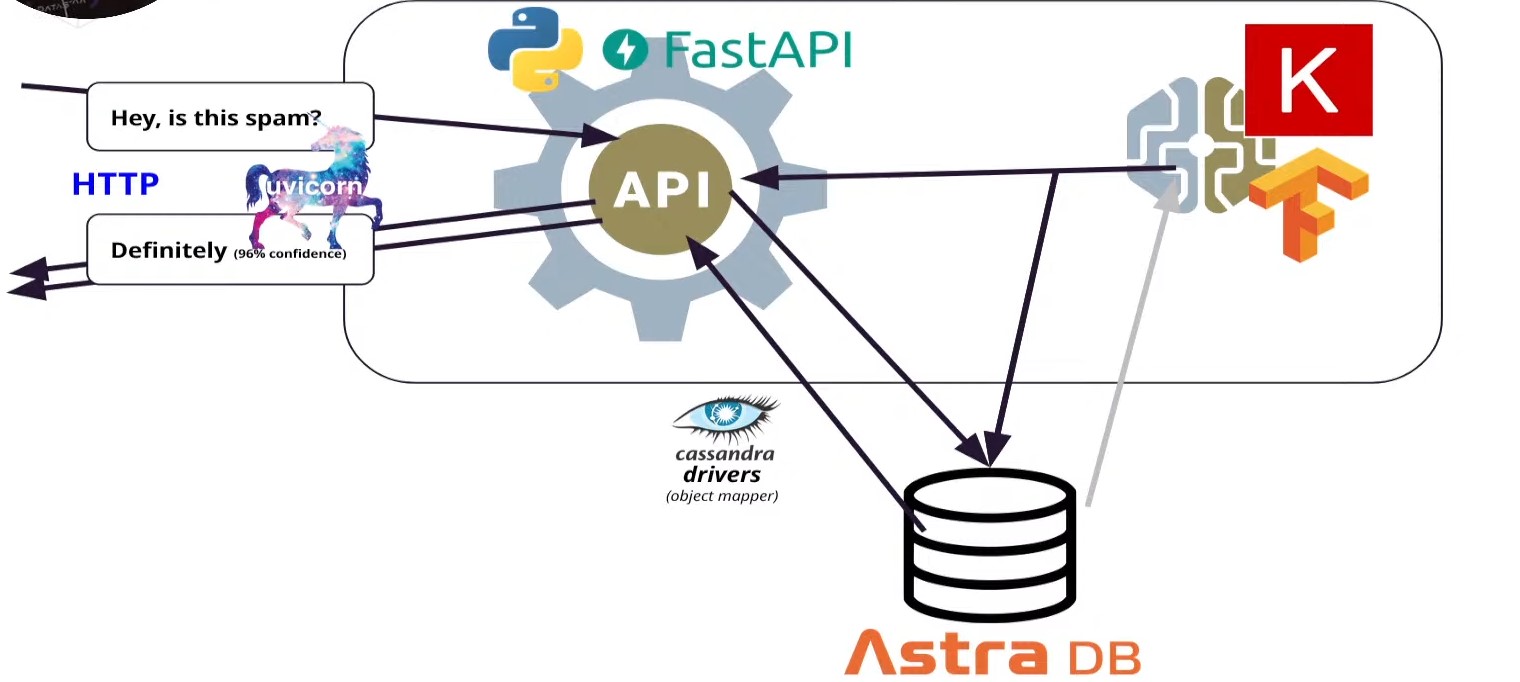 FastAPI
K
Hey, is this spam?
HTTP
uvicorn
API
Definitely (96% confidence)
cassandra
drivers
(object mapper)
Astra DB